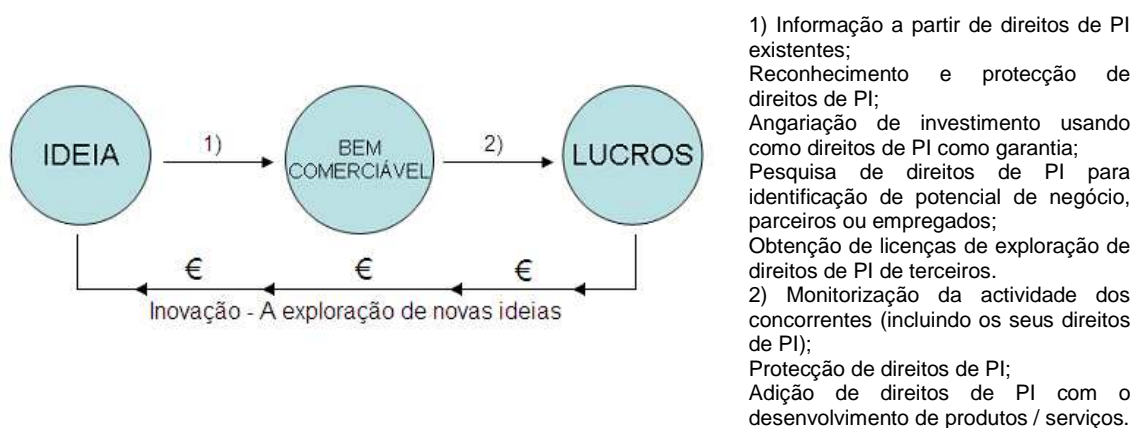 IDEIA
1)
BEM
COMERCIÁVEL
2)
LUCROS
€ € €
Inovação - A exploração de novas ideias
1) Informação a partir de direitos de PI
existentes;
Reconhecimento e protecção de
direitos de PI;
Angariação de investimento usando
como direitos de PI como garantia;
Pesquisa de direitos de PI para
identificação de potencial de negócio,
parceiros ou empregados;
Obtenção de licenças de exploração de
direitos de PI de terceiros.
2) Monitorização da actividade dos
concorrentes (incluindo os seus direitos
de PI);
Protecção de direitos de PI;
Adição de direitos de PI com o
desenvolvimento de produtos / serviços.